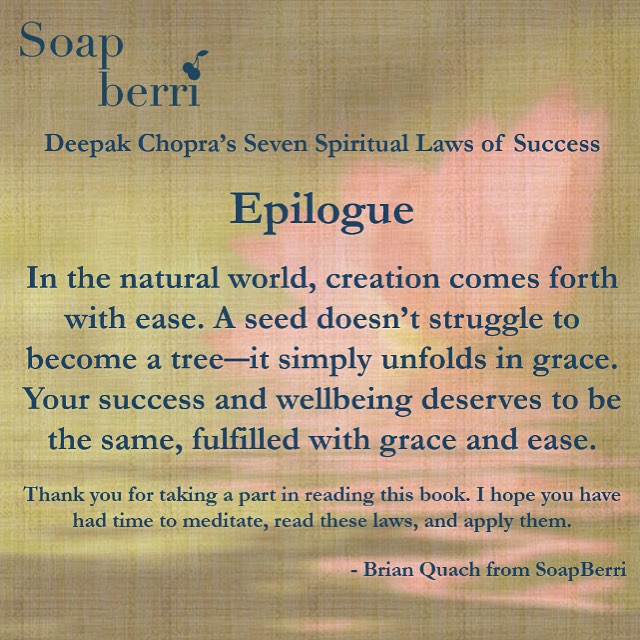 Soap
berri
Deepak Chopra’s Seven Spiritual Laws of Success
Epilogue
In the natural world, creation comes forth
with ease. A seed doesn’t struggle to
become a tree—it simply unfolds in grace.
Your success and wellbeing deserves to be
the same, fulfilled with grace and ease.
Thank you for taking a part in reading this book. I hope you have
had time to meditate, read these laws, and apply them.
- Brian Quach from SoapBerri